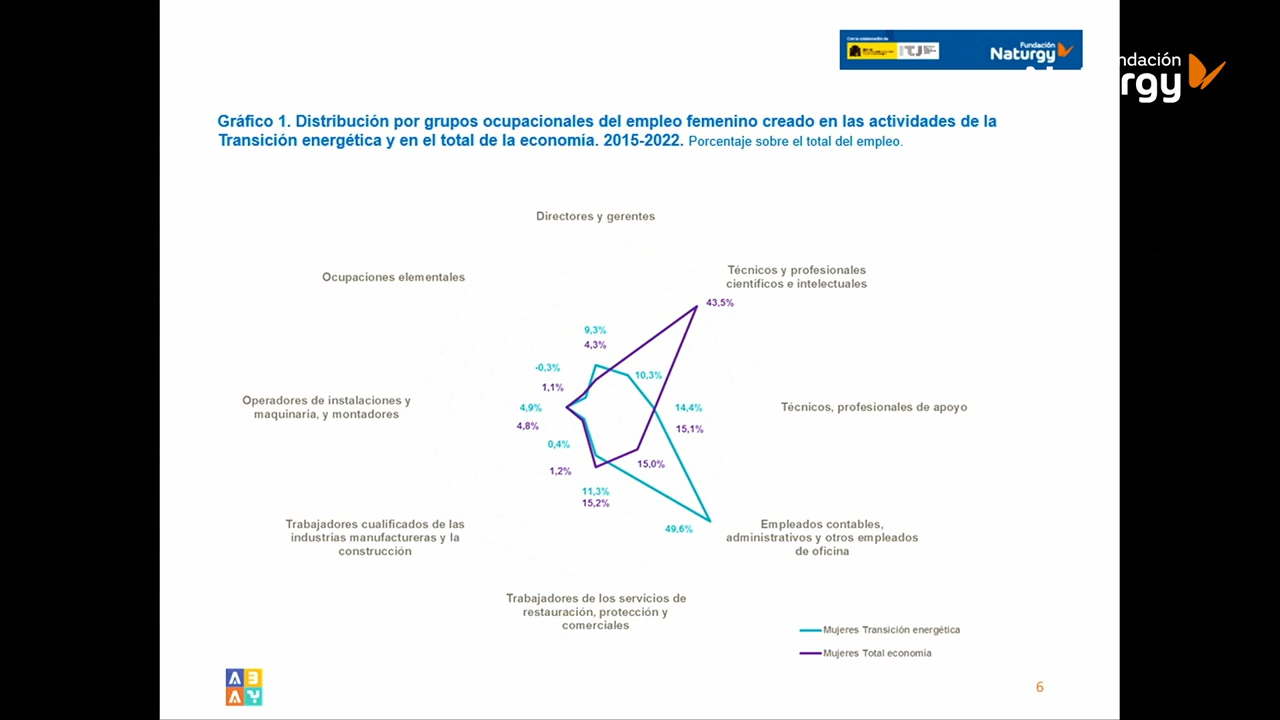 Fundación
Naturgy
ndación
rgy
Gráfico 1. Distribución por grupos ocupacionales del empleo femenino creado en las actividades de la
Transición energética y en el total de la economía. 2015-2022. Porcentaje sobre el total del empleo.
Directores y gerentes
Ocupaciones elementales
Técnicos y profesionales
científicos e intelectuales
43,5%
9,3%
4,3%
-0,3%
10,3%
1,1%
Operadores de instalaciones y
maquinaria, y montadores
4,9%
4,8%
14,4%
15,1%
Técnicos, profesionales de apoyo
0,4%
1,2%
15,0%
11,3%
15,2%
49,6%
Trabajadores cualificados de las
industrias manufactureras y la
construcción
Empleados contables,
administrativos y otros empleados
de oficina
Trabajadores de los servicios de
restauración, protección y
comerciales
Mujeres Transición energética
Mujeres Total economía
A B
A Y
6